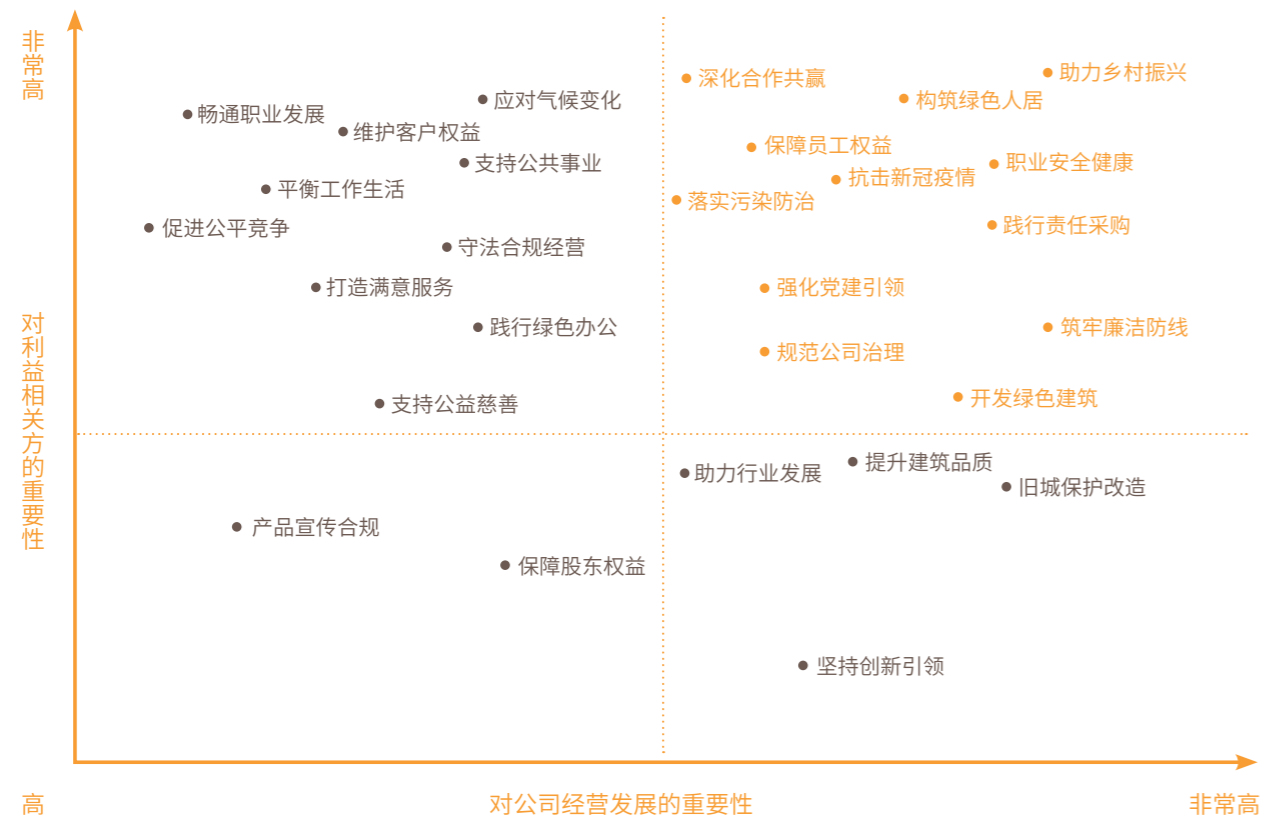 非常高
对利益相关方的重要性
畅通职业发展
应对气候变化
维护客户权益
支持公共事业
平衡工作生活
促进公平竞争
守法合规经营
打造满意服务
践行绿色办公
支持公益慈善
深化合作共赢
助力乡村振兴
构筑绿色人居
保障员工权益
职业安全健康
抗击新冠疫情
落实污染防治
践行责任采购
强化党建引领
筑牢廉洁防线
规范公司治理
开发绿色建筑
产品宣传合规
保障股东权益
助力行业发展
提升建筑品质
旧城保护改造
坚持创新引领
高
对公司经营发展的重要性
非常高